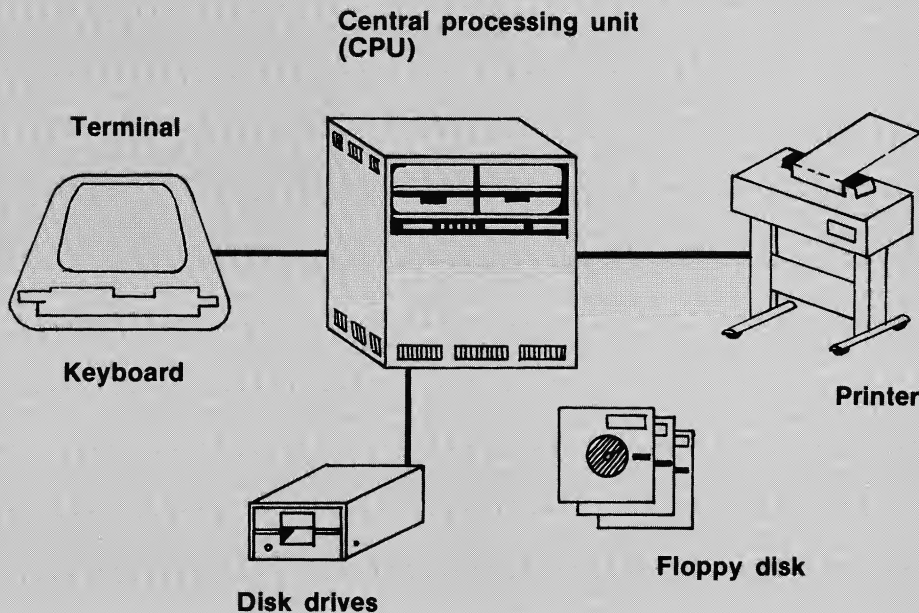 Central processing unit
(CPU)
Terminal
Keyboard
Printer
Floppy disk
Disk drives